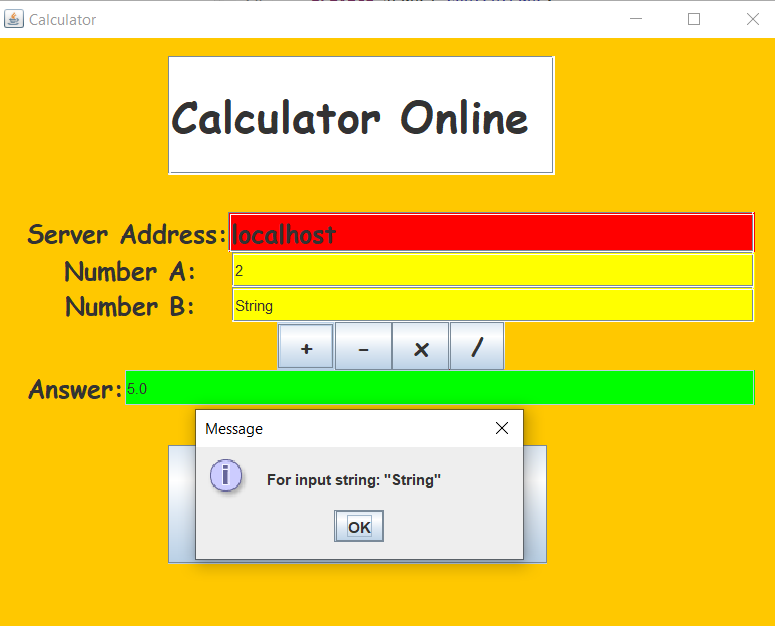 Calculator
Calculator Online
Server Address: localhost
Number A: 2
Number B: String
+ - × /
Answer: 5.0
Message
For input string: "String"
OK